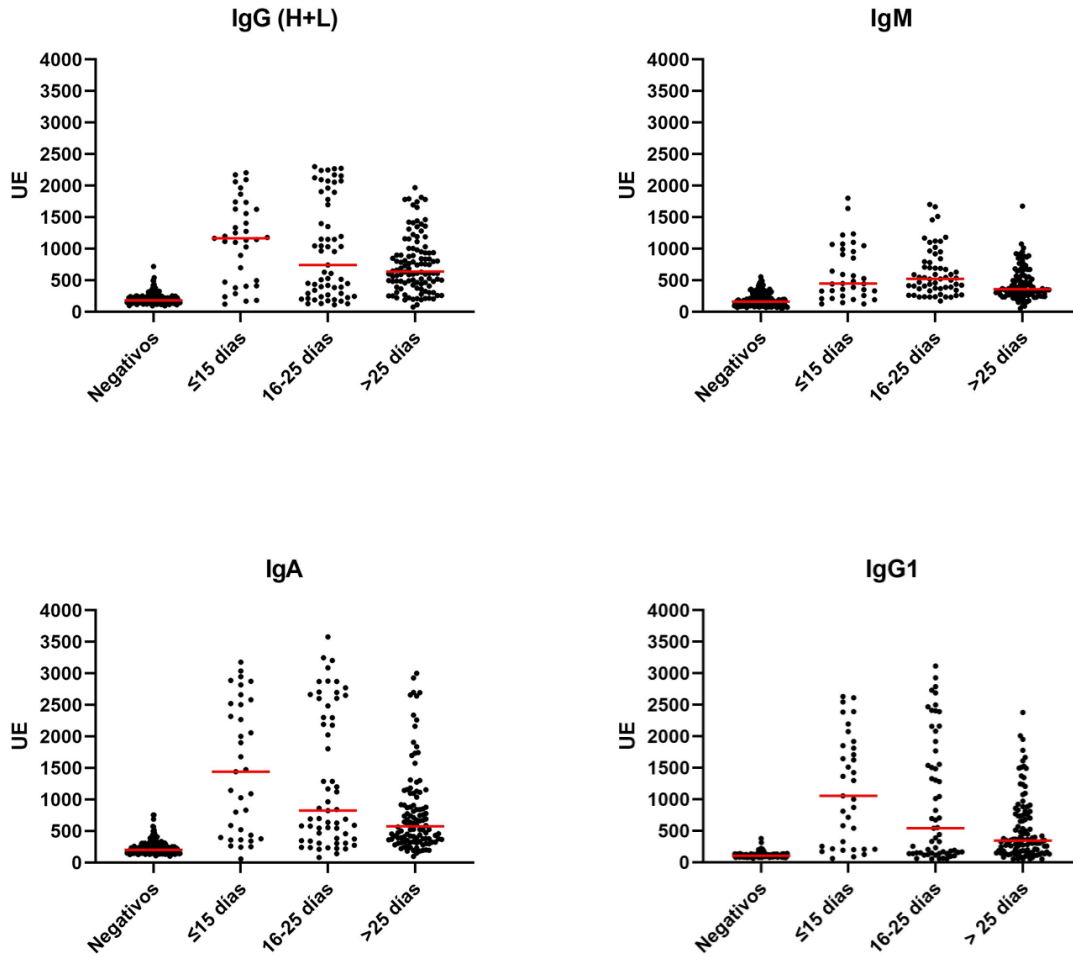 IgG (H+L)
4000
3500
3000
2500
2000
1500
1000
500
0
UE
Negativos
≤15 días
16-25 días
>25 días
IgM
4000
3500
3000
2500
2000
1500
1000
500
0
UE
Negativos
≤15 días
16-25 días
>25 días
IgA
4000
3500
3000
2500
2000
1500
1000
500
0
UE
Negativos
≤15 días
16-25 días
>25 días
IgG1
4000
3500
3000
2500
2000
1500
1000
500
0
UE
Negativos
≤15 días
16-25 días
> 25 días